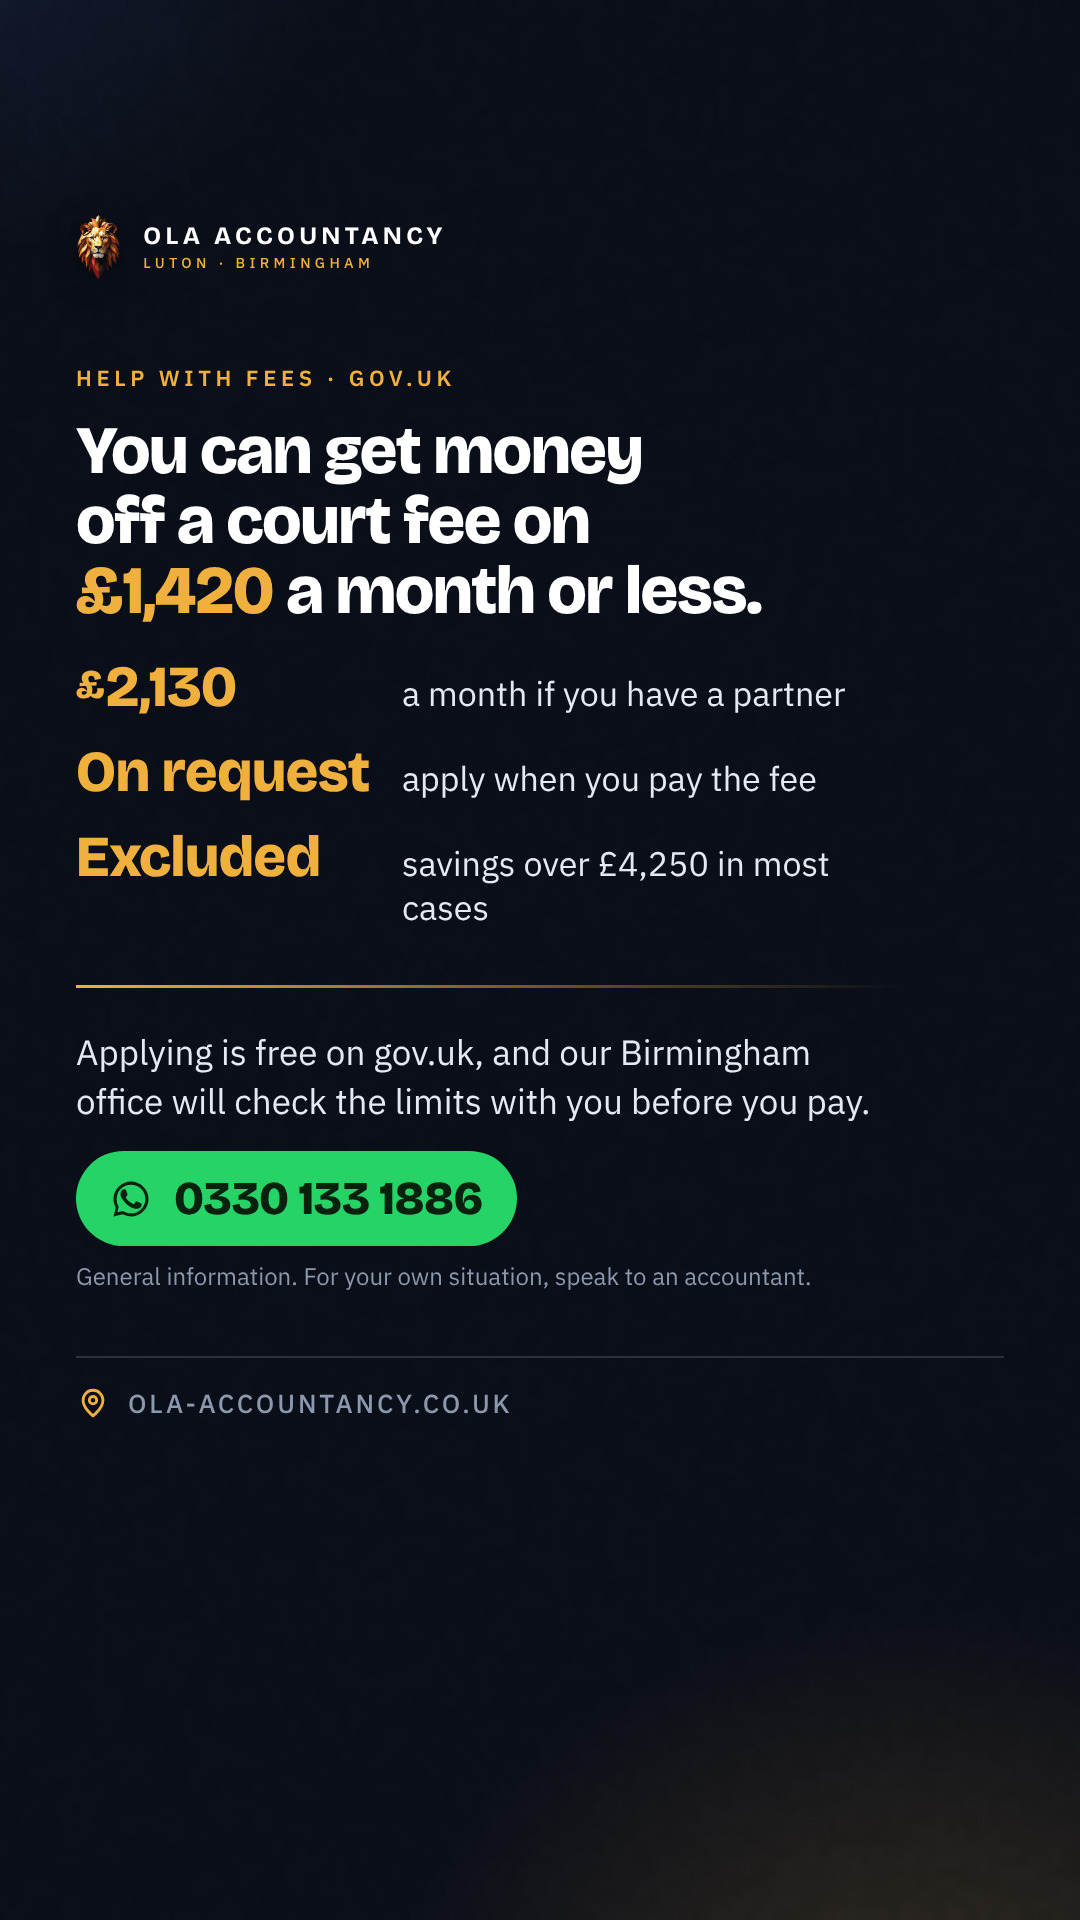 OLA ACCOUNTANCY
LUTON · BIRMINGHAM
HELP WITH FEES · GOV.UK
You can get money
off a court fee on
£1,420 a month or less.
£2,130 a month if you have a partner
On request apply when you pay the fee
Excluded savings over £4,250 in most
cases
Applying is free on gov.uk, and our Birmingham
office will check the limits with you before you pay.
0330 133 1886
General information. For your own situation, speak to an accountant.
OLA-ACCOUNTANCY.CO.UK